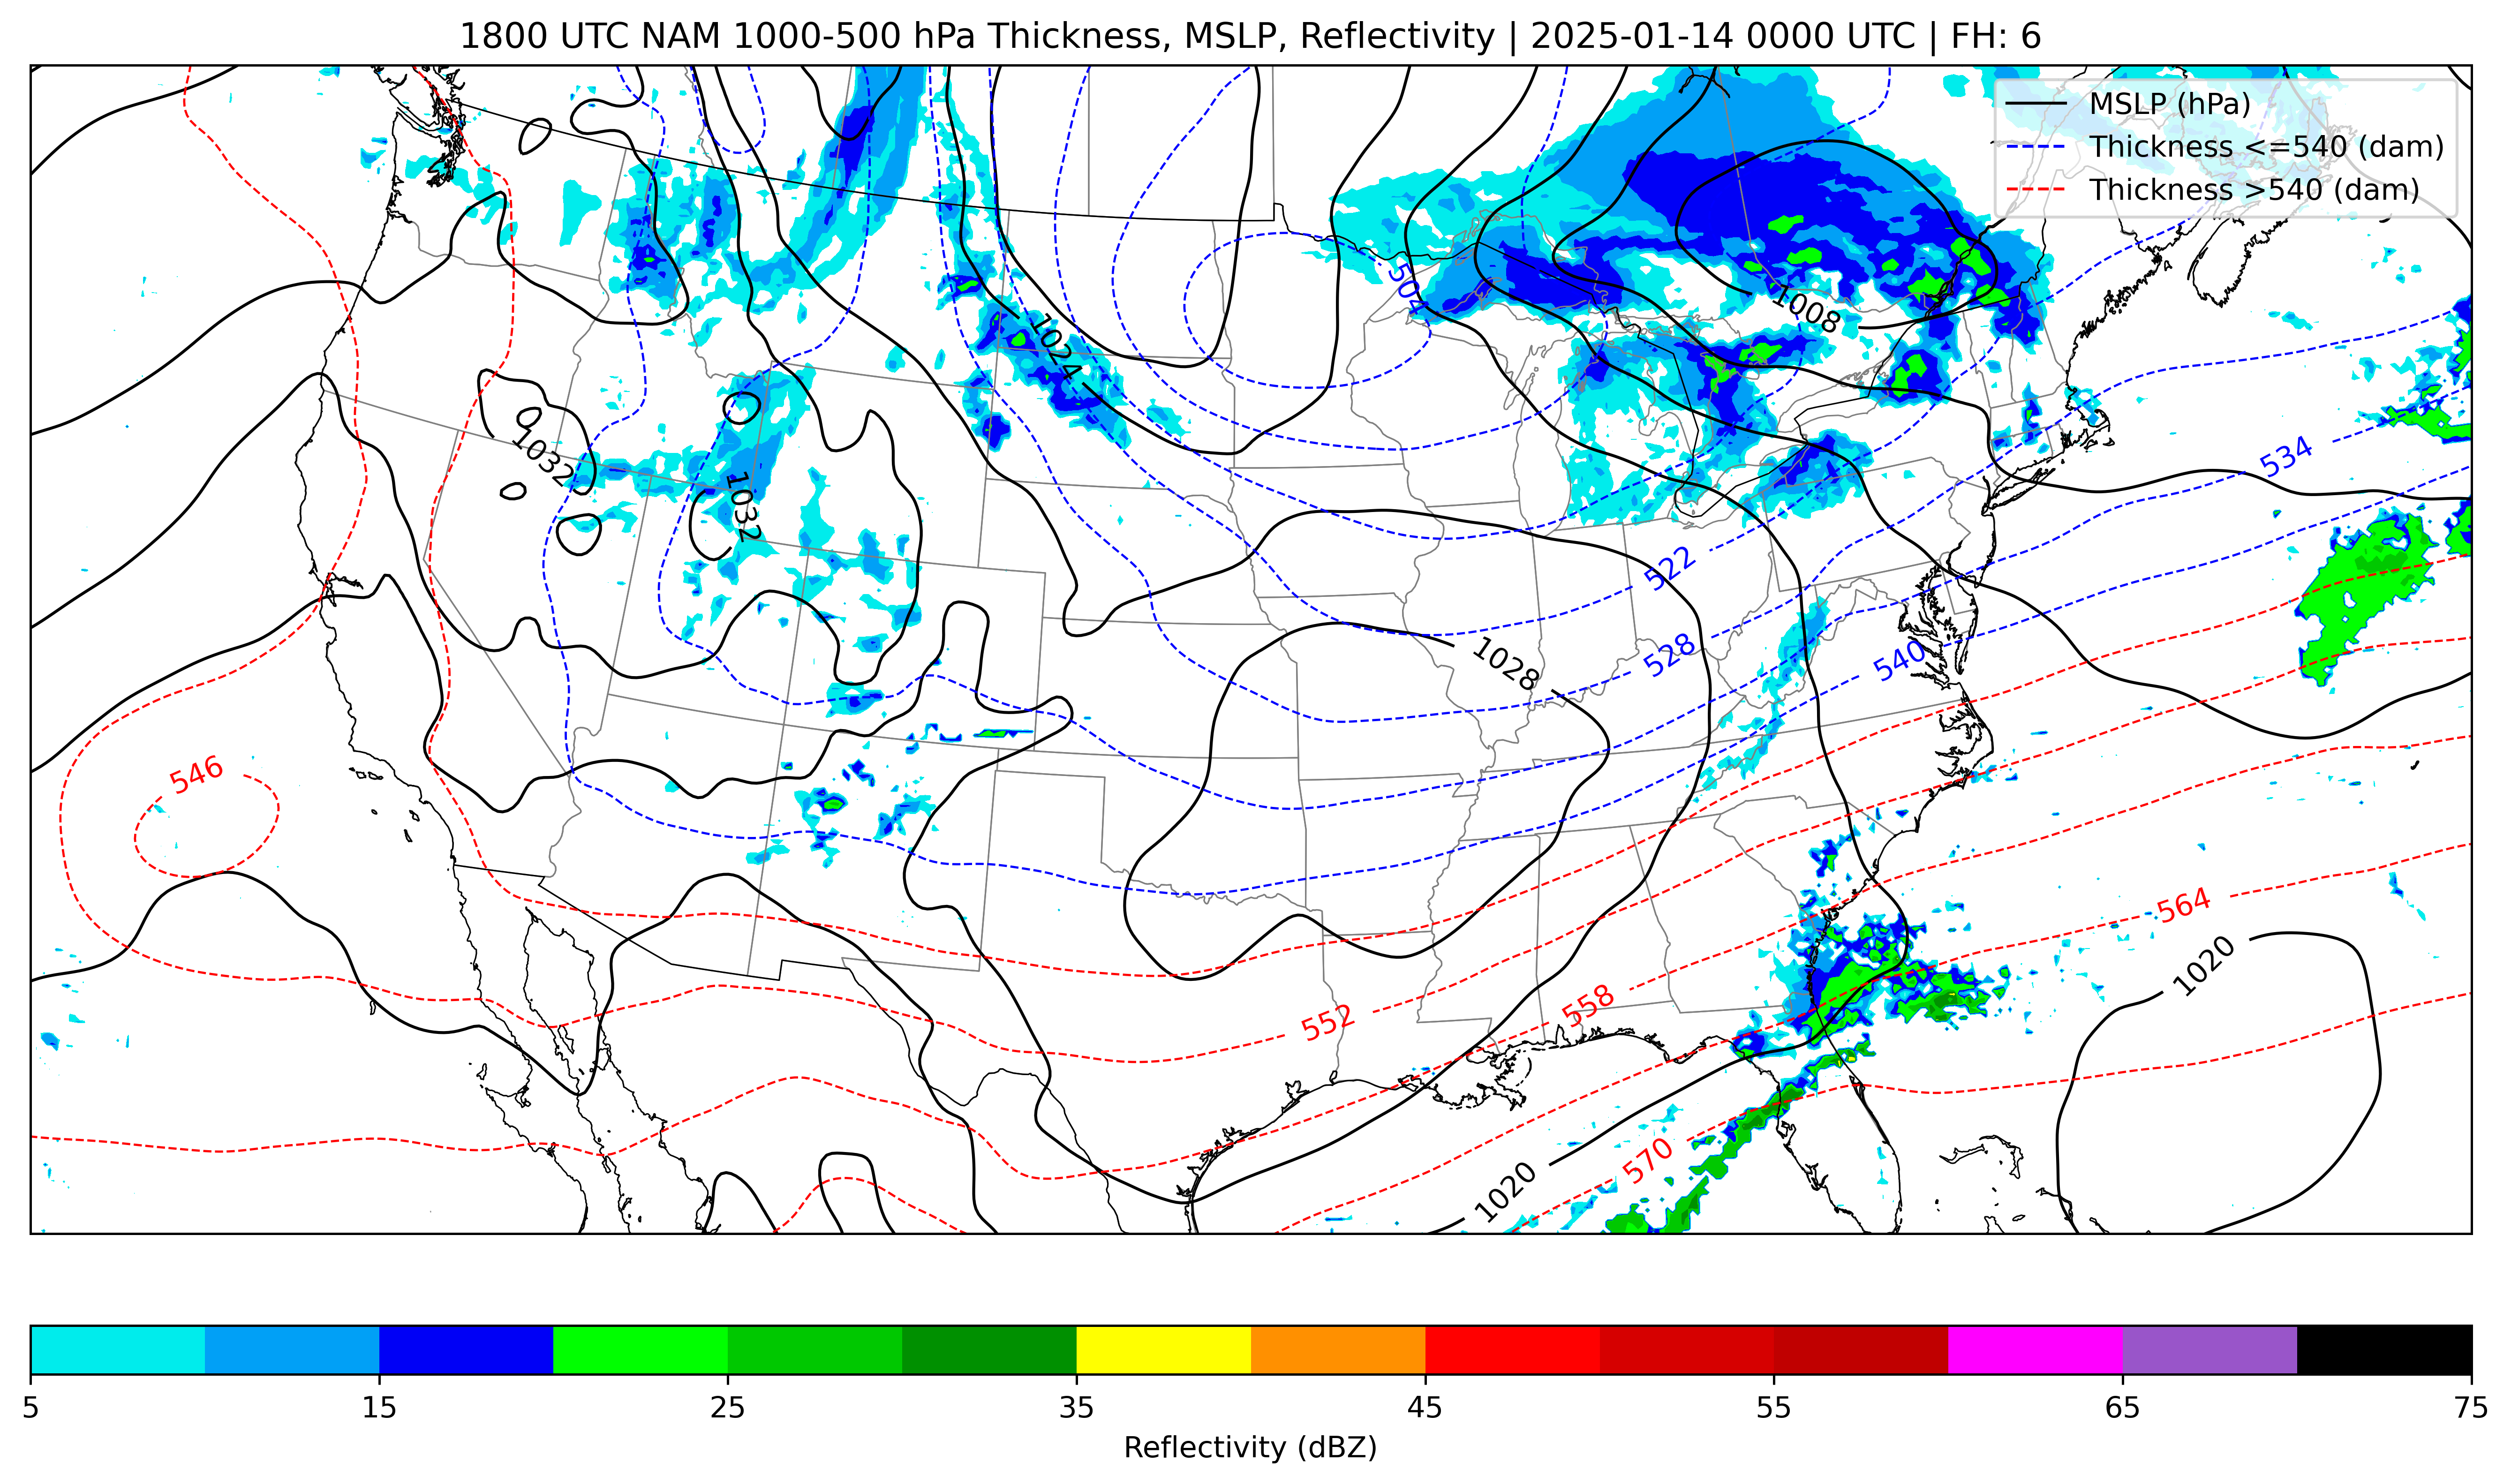 1800 UTC NAM 1000-500 hPa Thickness, MSLP, Reflectivity | 2025-01-14 0000 UTC | FH: 6
MSLP (hPa)
Thickness <=540 (dam)
Thickness >540 (dam)
504
1008
1024
1032
1032
534
522
528
1028
540
546
564
1020
558
552
570
1020
5 15 25 35 45 55 65 75
Reflectivity (dBZ)